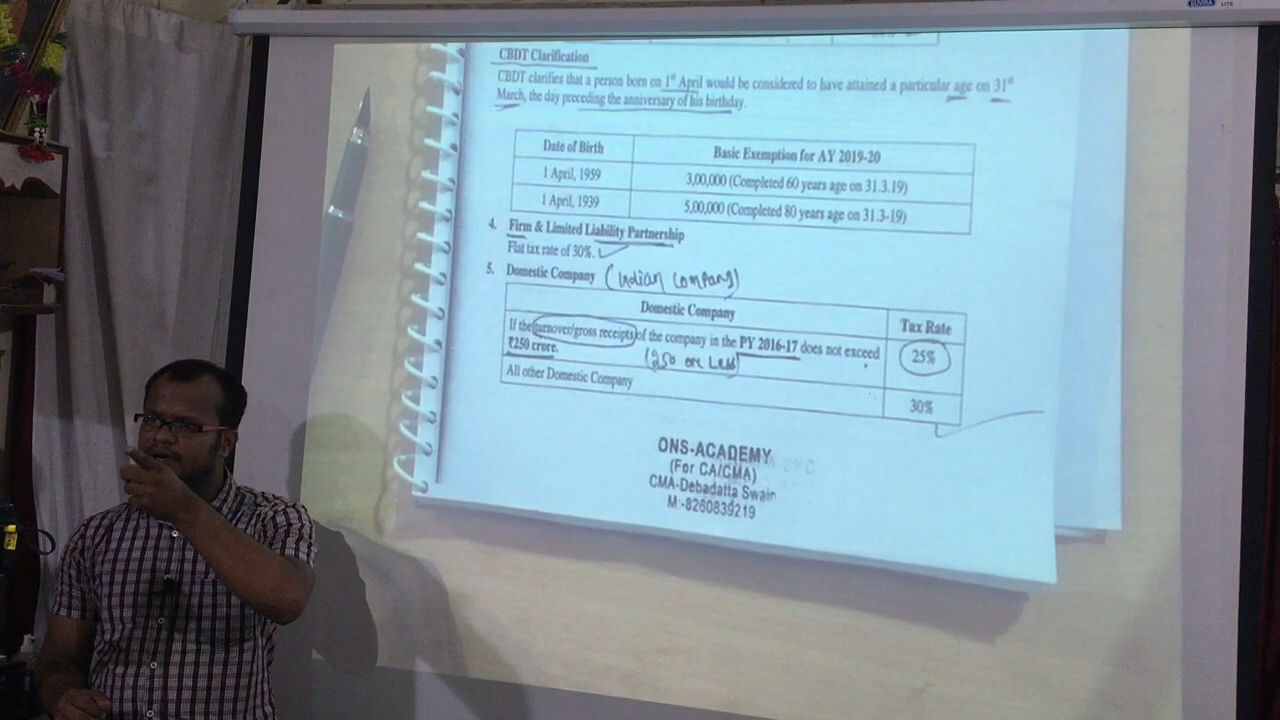 LITE
CBDT Clarification
CBDT clarifies that a person born on 1st April would be considered to have attained a particular age on 31st
March, the day preceding the anniversary of his birthday.
Date of Birth Basic Exemption for AY 2019-20
1 April, 1959 3,00,000 (Completed 60 years age on 31.3.19)
1 April, 1939 5,00,000 (Completed 80 years age on 31.3-19)
4. Firm & Limited Liability Partnership
Flat tax rate of 30%.
5. Domestic Company (Indian Company)
Domestic Company Tax Rate
If the turnover/gross receipts of the company in the PY 2016-17 does not exceed 25%
₹250 crore. (250 or Less)
All other Domestic Company 30%
ONS-ACADEMY
(For CA/CMA)
CMA-Debadatta Swain
M:-8260839219